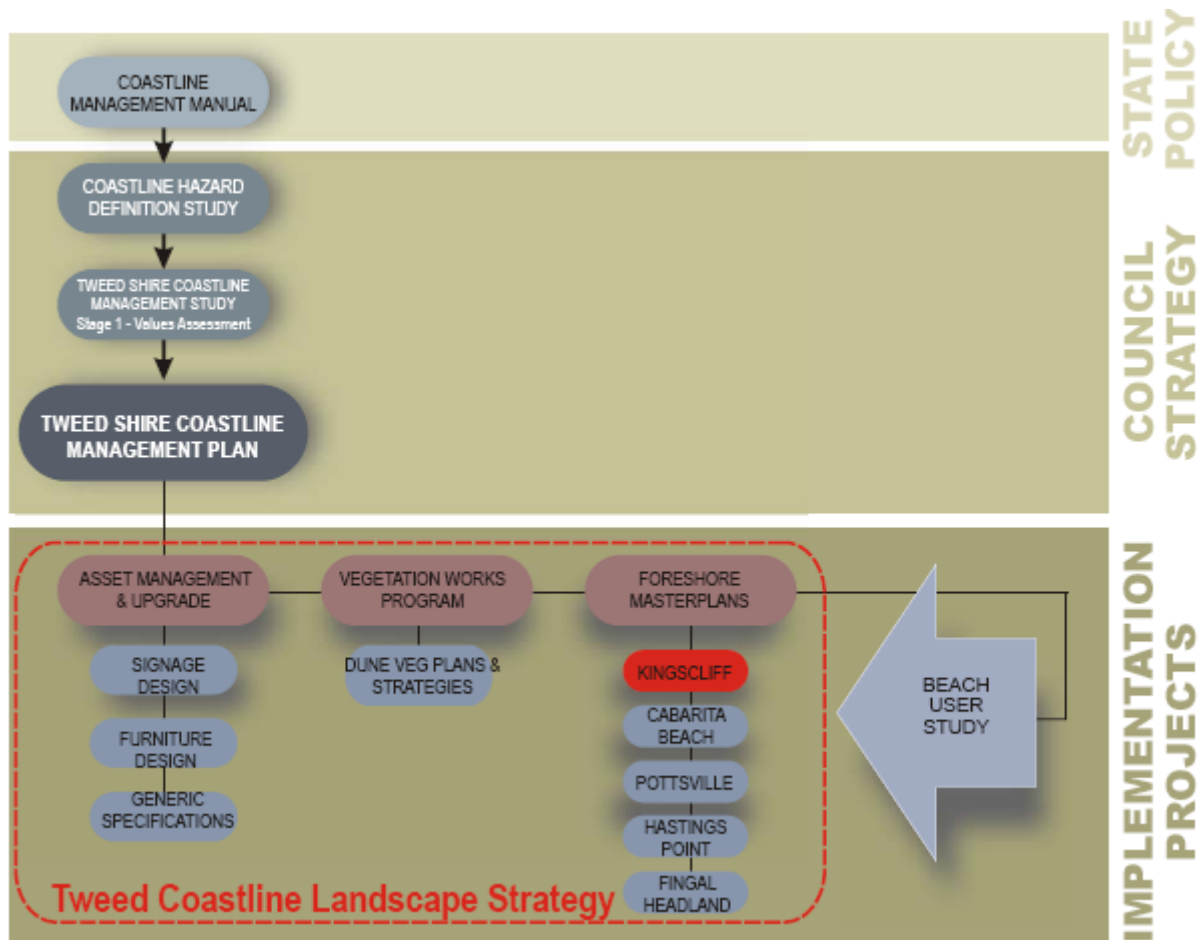 COASTLINE
MANAGEMENT MANUAL
STATE
POLICY
COASTLINE HAZARD
DEFINITION STUDY
TWEED SHIRE COASTLINE
MANAGEMENT STUDY
Stage 1 - Values Assessment
TWEED SHIRE COASTLINE
MANAGEMENT PLAN
COUNCIL
STRATEGY
ASSET MANAGEMENT
& UPGRADE
SIGNAGE
DESIGN
FURNITURE
DESIGN
GENERIC
SPECIFICATIONS
VEGETATION WORKS
PROGRAM
DUNE VEG PLANS &
STRATEGIES
FORESHORE
MASTERPLANS
KINGSCLIFF
CABARITA
BEACH
POTTSVILLE
HASTINGS
POINT
FINGAL
HEADLAND
BEACH
USER
STUDY
Tweed Coastline Landscape Strategy
IMPLEMENTATION
PROJECTS